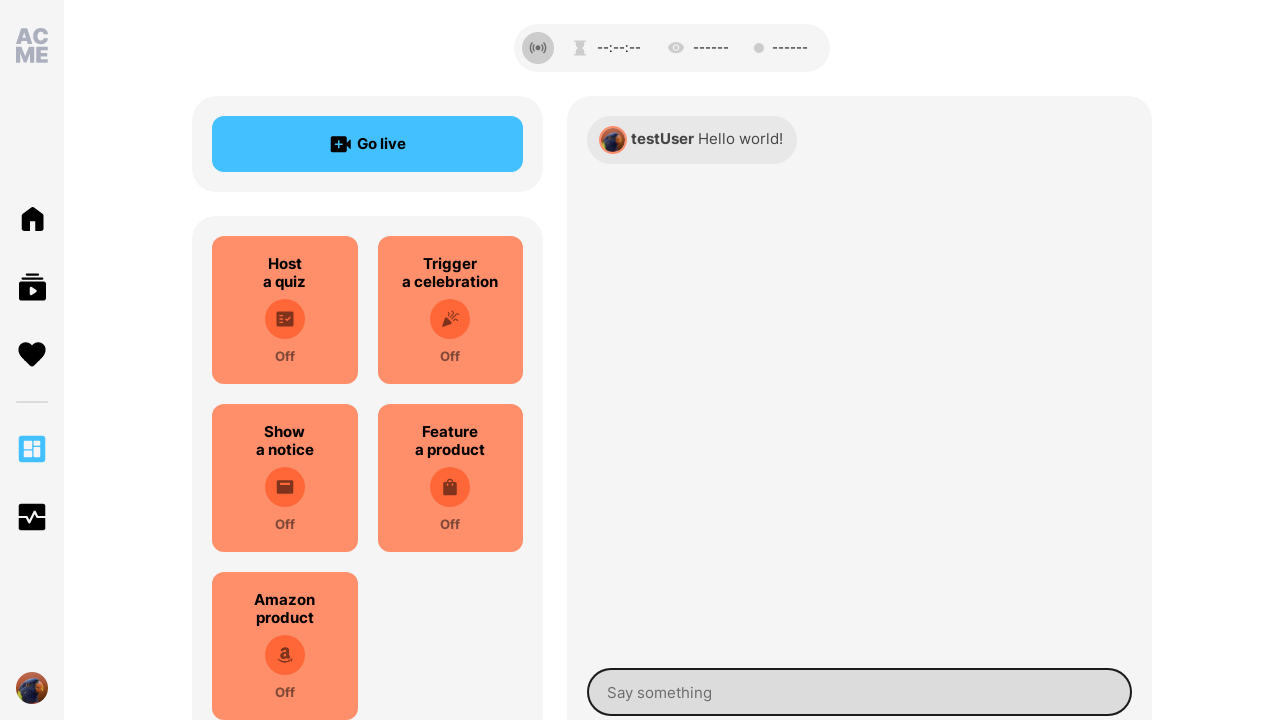 AC
ME
--:--:-- ------ ------
Go live
Host
a quiz
Off
Trigger
a celebration
Off
Show
a notice
Off
Feature
a product
Off
Amazon
product
Off
testUser Hello world!
Say something